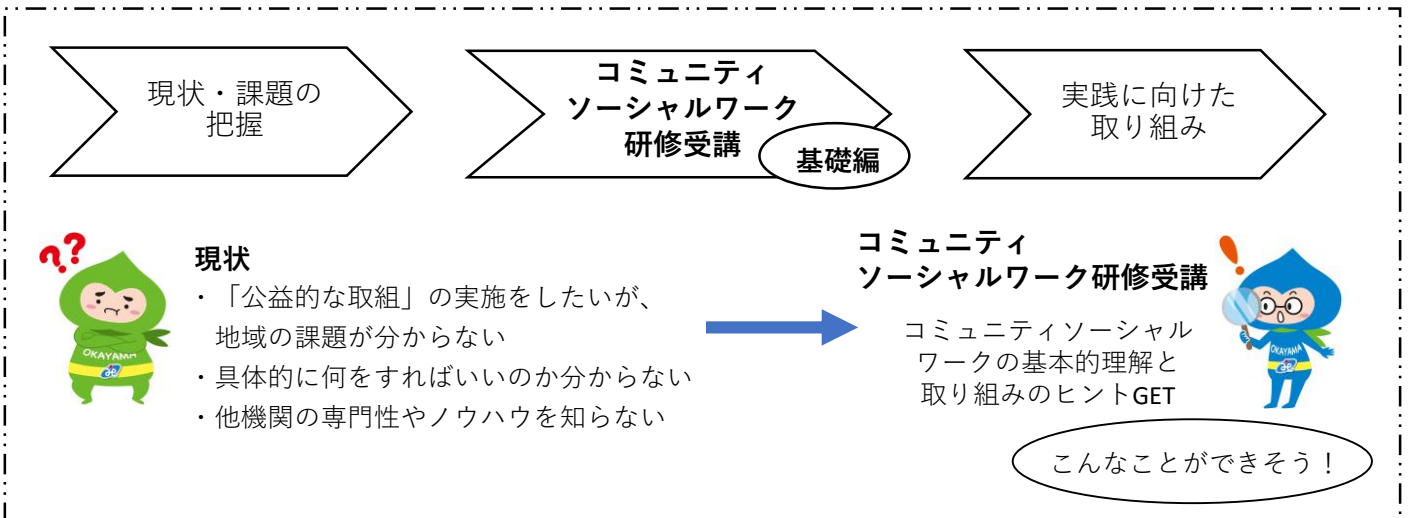 現状・課題の
把握
コミュニティ
ソーシャルワーク
研修受講
基礎編
実践に向けた
取り組み
??
現状
・「公益的な取組」の実施をしたいが、
地域の課題が分からない
・具体的に何をすればいいのか分からない
・他機関の専門性やノウハウを知らない
OKAYAMA
コミュニティ
ソーシャルワーク研修受講
コミュニティソーシャル
ワークの基本的理解と
取り組みのヒントGET
!
OKAYAMA
こんなことができそう！